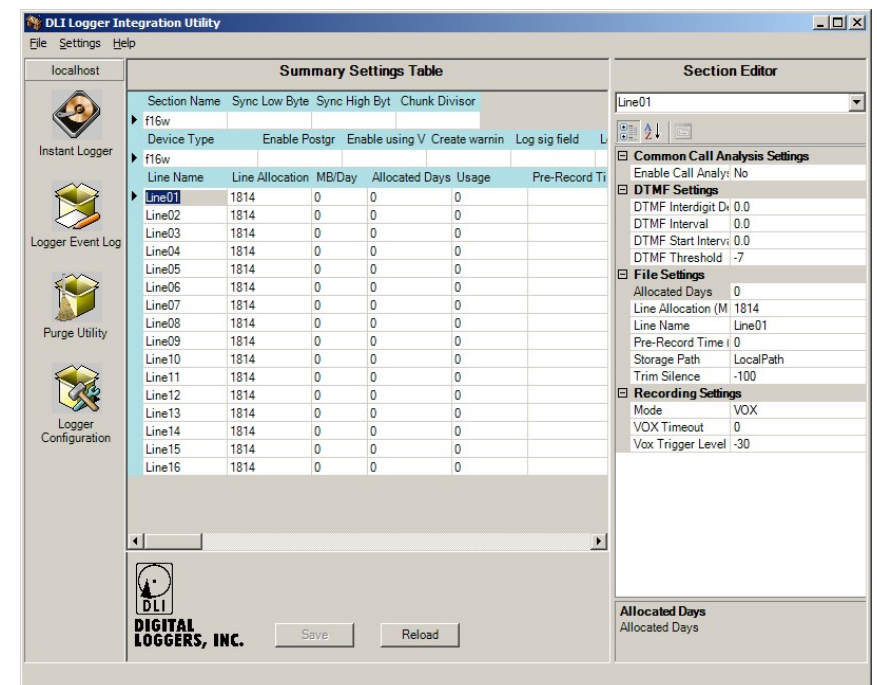 DLI Logger Integration Utility
File Settings Help
localhost
Instant Logger
Logger Event Log
Purge Utility
Logger
Configuration
Summary Settings Table
Section Name Sync Low Byte Sync High Byt Chunk Divisor
f16w
Device Type Enable Postgr Enable using V Create warnin Log sig field L
f16w
Line Name Line Allocation MB/Day Allocated Days Usage Pre-Record Ti
Line01 1814 0 0 0
Line02 1814 0 0 0
Line03 1814 0 0 0
Line04 1814 0 0 0
Line05 1814 0 0 0
Line06 1814 0 0 0
Line07 1814 0 0 0
Line08 1814 0 0 0
Line09 1814 0 0 0
Line10 1814 0 0 0
Line11 1814 0 0 0
Line12 1814 0 0 0
Line13 1814 0 0 0
Line14 1814 0 0 0
Line15 1814 0 0 0
Line16 1814 0 0 0
DLI
DIGITAL
LOGGERS, INC.
Save Reload
Section Editor
Line01
Common Call Analysis Settings
Enable Call Analy No
DTMF Settings
DTMF Interdigit De 0.0
DTMF Interval 0.0
DTMF Start Interva 0.0
DTMF Threshold -7
File Settings
Allocated Days 0
Line Allocation (M 1814
Line Name Line01
Pre-Record Time ( 0
Storage Path LocalPath
Trim Silence -100
Recording Settings
Mode VOX
VOX Timeout 0
Vox Trigger Level -30
Allocated Days
Allocated Days